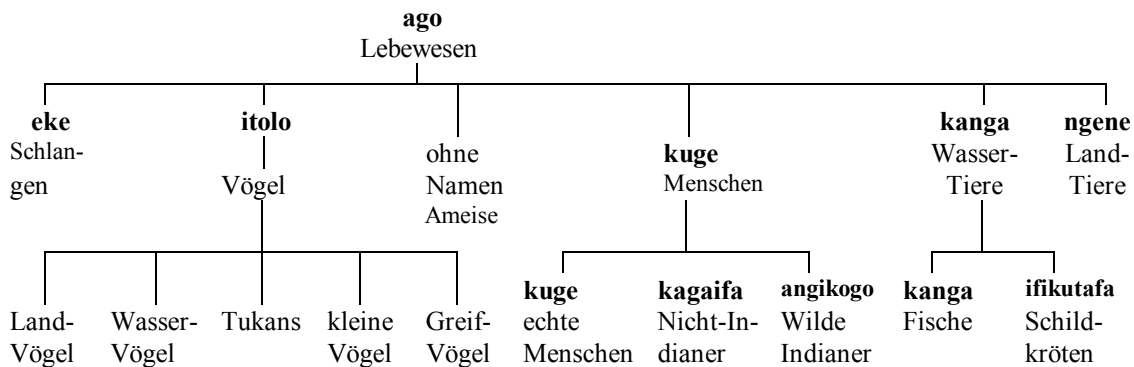 ago
Lebewesen
eke
Schlan-
gen
itolo
Vögel
ohne
Namen
Ameise
kuge
Menschen
kanga
Wasser-
Tiere
ngene
Land-
Tiere
Land-
Vögel
Wasser-
Vögel
Tukans
kleine
Vögel
Greif-
Vögel
kuge
echte
Menschen
kagaifa
Nicht-In-
dianer
angikogo
Wilde
Indianer
kanga
Fische
ifikutafa
Schild-
kröten